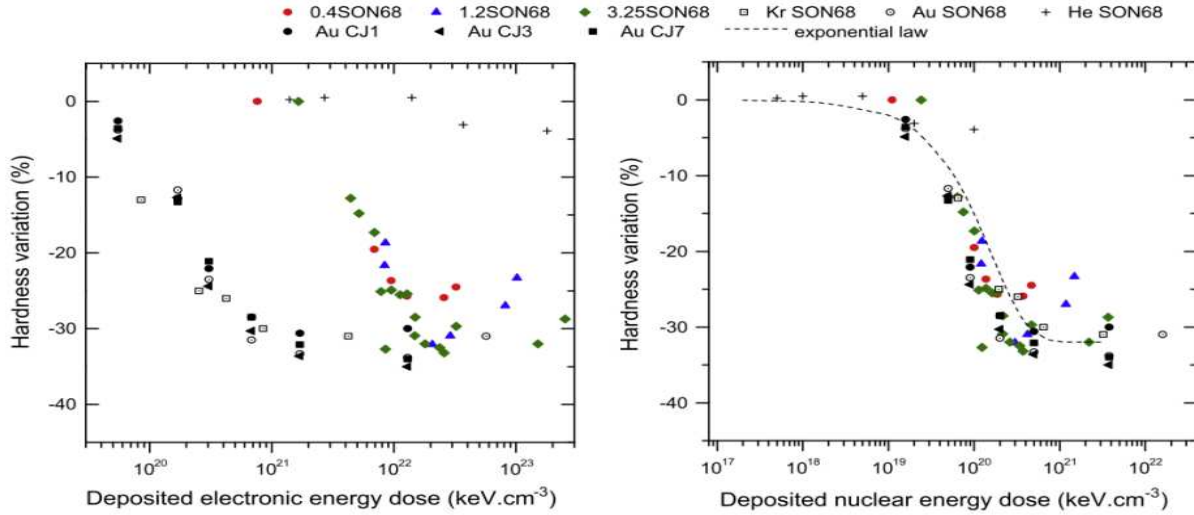 0.4SON68 1.2SON68 3.25SON68 Kr SON68 Au SON68 He SON68
Au CJ1 Au CJ3 Au CJ7 exponential law
Hardness variation (%)
0
-10
-20
-30
-40
10^20 10^21 10^22 10^23
Deposited electronic energy dose (keV.cm^-3)
Hardness variation (%)
0
-10
-20
-30
-40
10^17 10^18 10^19 10^20 10^21 10^22
Deposited nuclear energy dose (keV.cm^-3)